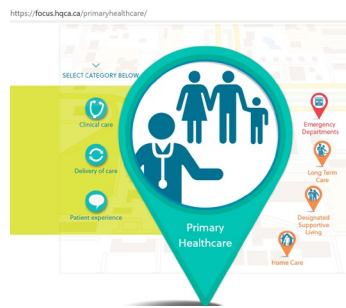 https://focus.hqca.ca/primaryhealthcare/
SELECT CATEGORY BELOW
Clinical care
Delivery of care
Patient experience
Primary
Healthcare
Emergency
Departments
Long Term
Care
Designated
Supportive
Living
Home Care